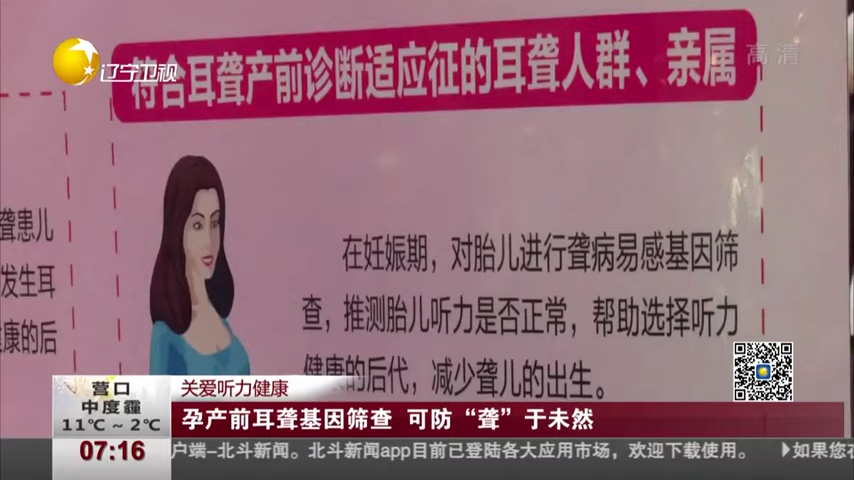 辽宁卫视
高清
符合耳聋产前诊断适应征的耳聋人群、亲属
聋患儿
发生耳
健康的后
在妊娠期，对胎儿进行聋病易感基因筛
查，推测胎儿听力是否正常，帮助选择听力
健康的后代，减少聋儿的出生。
营口
中度霾
11℃~2℃
07:16
关爱听力健康
孕产前耳聋基因筛查 可防“聋”于未然
户端-北斗新闻。北斗新闻app目前已登陆各大应用市场，欢迎下载使用。 ▶如果您在